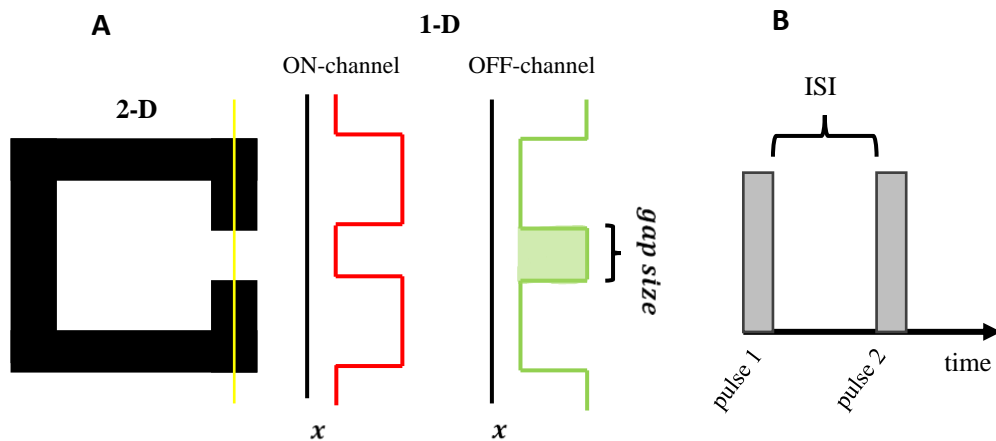 A
1-D
B
ON-channel
OFF-channel
2-D
ISI
gap size
x
x
pulse 1
pulse 2
time